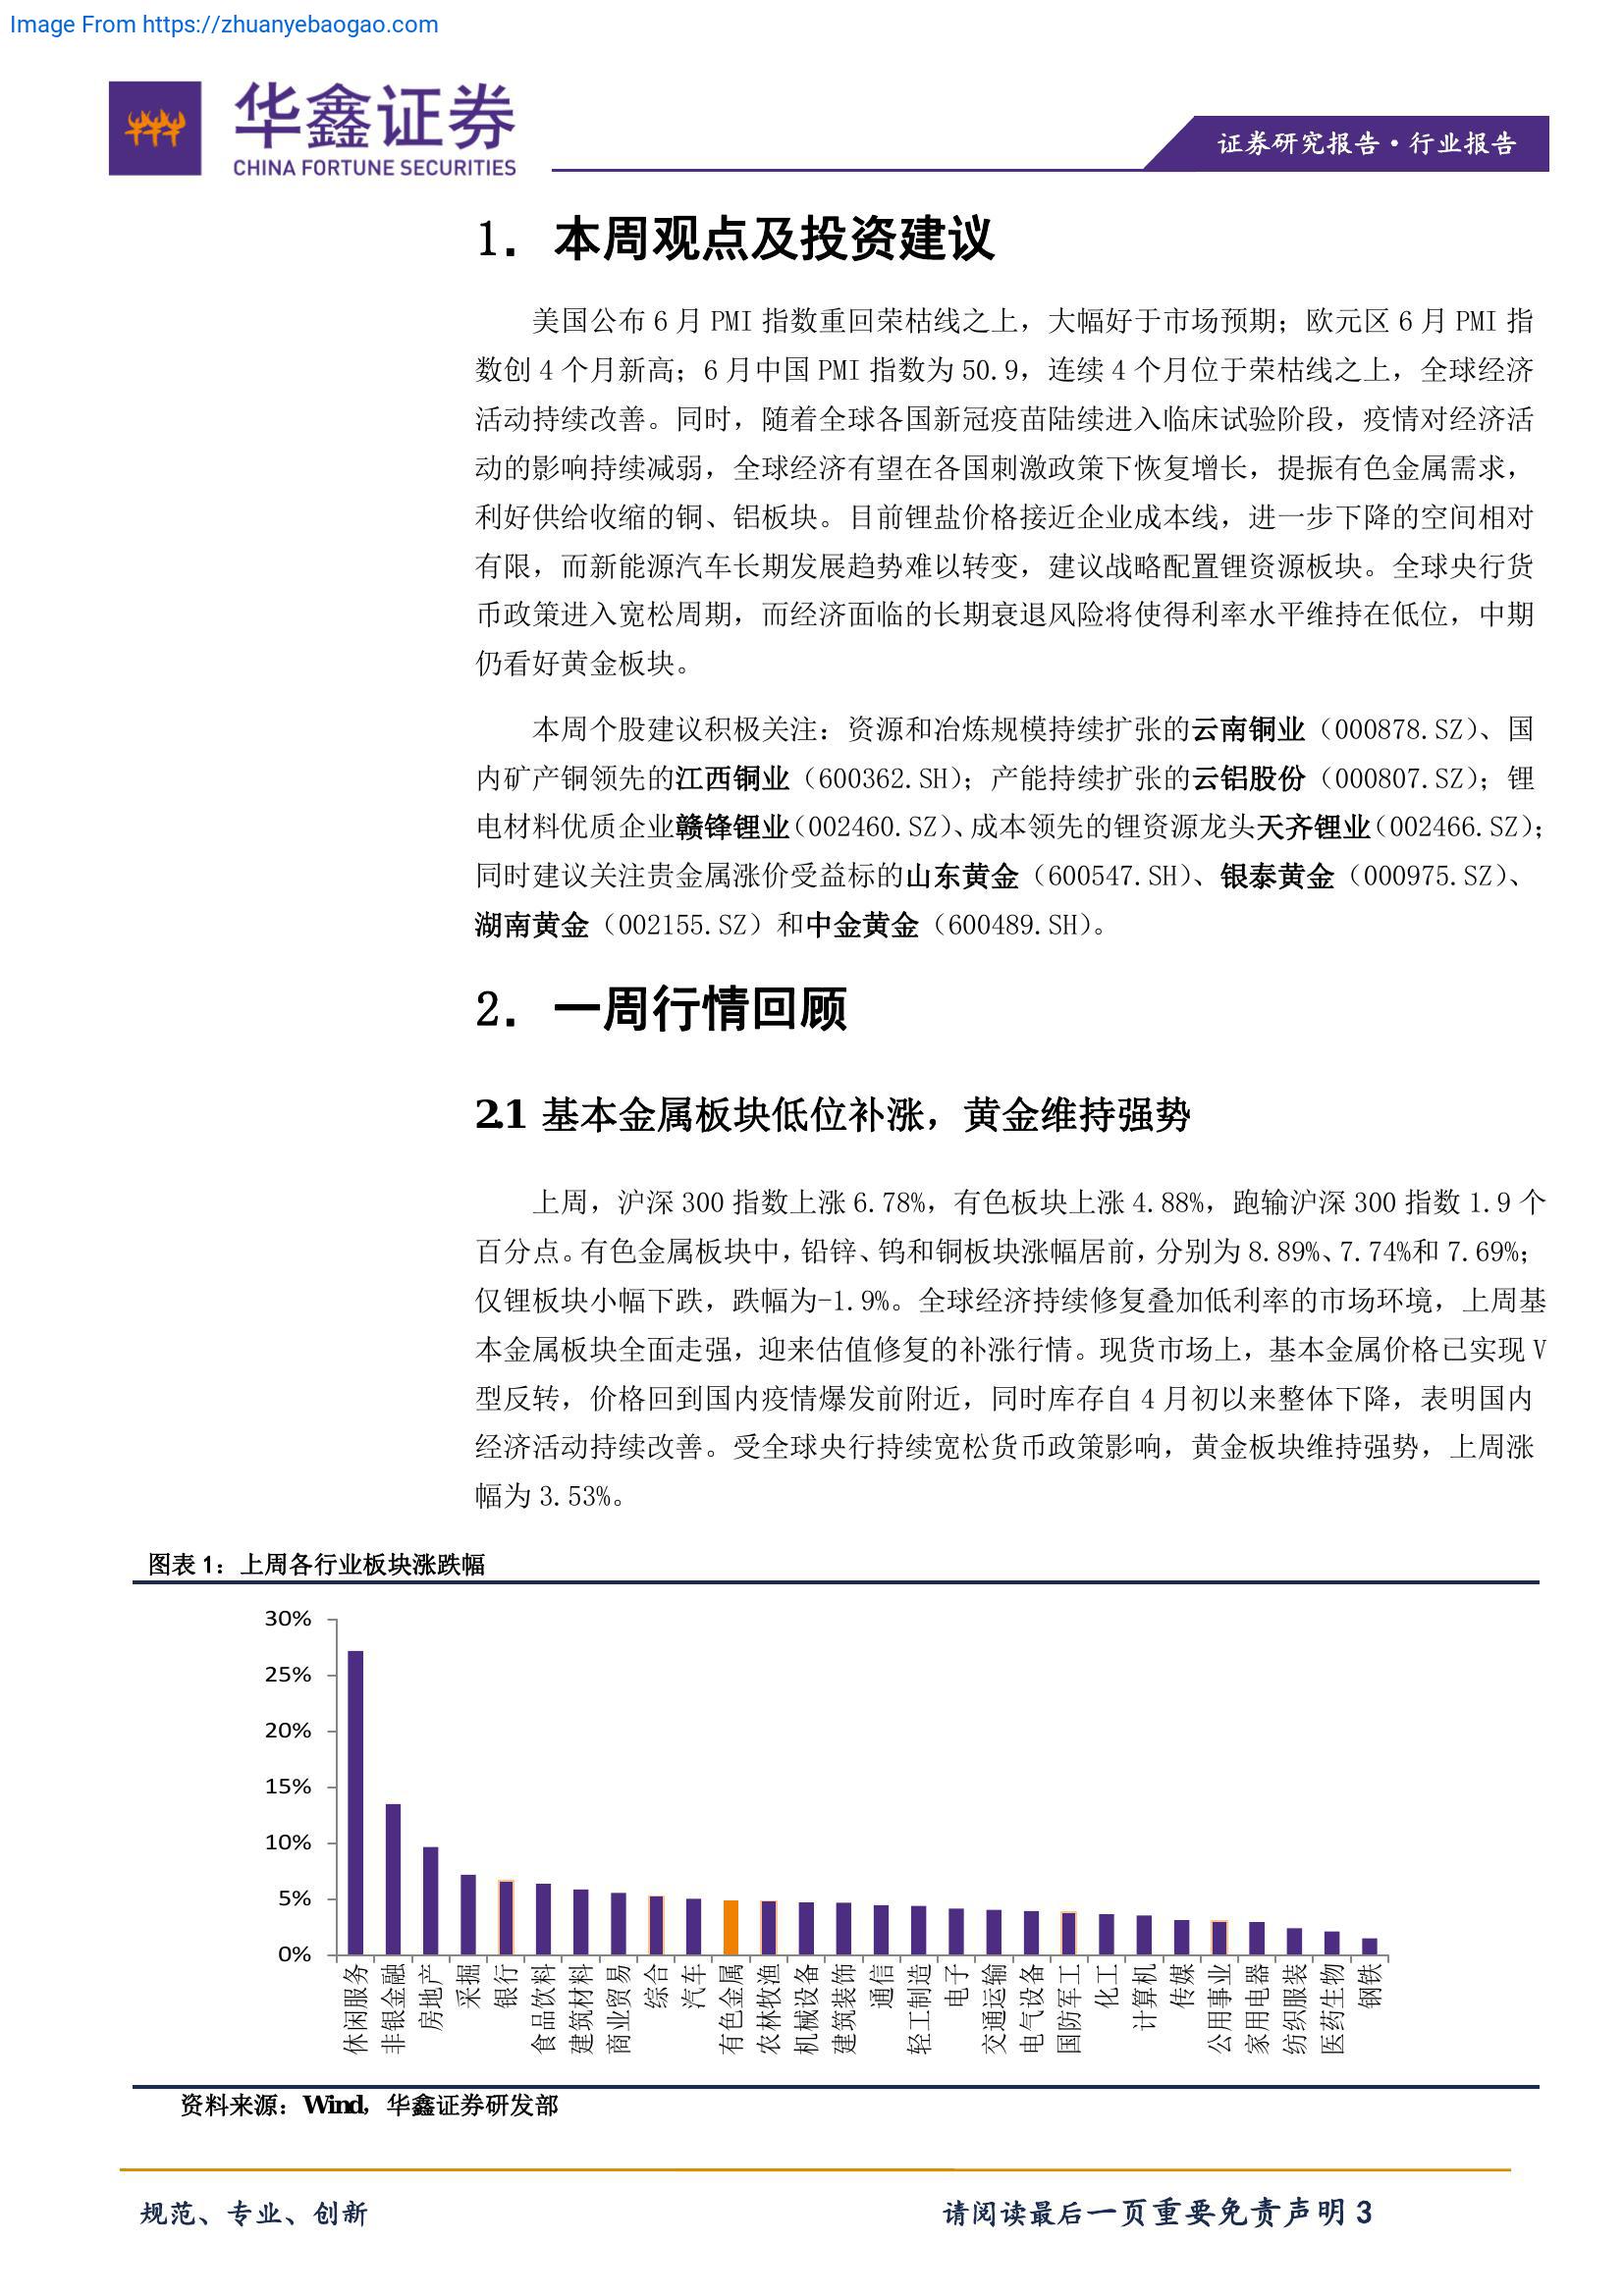 Image From https://zhuanyebaogao.com
华鑫证券
CHINA FORTUNE SECURITIES
证券研究报告·行业报告
1. 本周观点及投资建议
美国公布 6 月 PMI 指数重回荣枯线之上，大幅好于市场预期；欧元区 6 月 PMI 指
数创 4 个月新高；6 月中国 PMI 指数为 50.9，连续 4 个月位于荣枯线之上，全球经济
活动持续改善。同时，随着全球各国新冠疫苗陆续进入临床试验阶段，疫情对经济活
动的影响持续减弱，全球经济有望在各国刺激政策下恢复增长，提振有色金属需求，
利好供给收缩的铜、铝板块。目前锂盐价格接近企业成本线，进一步下降的空间相对
有限，而新能源汽车长期发展趋势难以转变，建议战略配置锂资源板块。全球央行货
币政策进入宽松周期，而经济面临的长期衰退风险将使得利率水平维持在低位，中期
仍看好黄金板块。
本周个股建议积极关注：资源和冶炼规模持续扩张的云南铜业（000878.SZ）、国
内矿产铜领先的江西铜业（600362.SH）；产能持续扩张的云铝股份（000807.SZ）；锂
电材料优质企业赣锋锂业（002460.SZ）、成本领先的锂资源龙头天齐锂业（002466.SZ）；
同时建议关注贵金属涨价受益标的山东黄金（600547.SH）、银泰黄金（000975.SZ）、
湖南黄金（002155.SZ）和中金黄金（600489.SH）。
2. 一周行情回顾
2.1 基本金属板块低位补涨，黄金维持强势
上周，沪深 300 指数上涨 6.78%，有色板块上涨 4.88%，跑输沪深 300 指数 1.9 个
百分点。有色金属板块中，铅锌、钨和铜板块涨幅居前，分别为 8.89%、7.74%和 7.69%；
仅锂板块小幅下跌，跌幅为-1.9%。全球经济持续修复叠加低利率的市场环境，上周基
本金属板块全面走强，迎来估值修复的补涨行情。现货市场上，基本金属价格已实现 V
型反转，价格回到国内疫情爆发前附近，同时库存自 4 月初以来整体下降，表明国内
经济活动持续改善。受全球央行持续宽松货币政策影响，黄金板块维持强势，上周涨
幅为 3.53%。
图表 1：上周各行业板块涨跌幅
30%
25%
20%
15%
10%
5%
0%
休闲服务
非银金融
房地产
采掘
银行
食品饮料
建筑材料
商业贸易
综合
汽车
有色金属
农林牧渔
机械设备
建筑装饰
通信
轻工制造
电子
交通运输
电气设备
国防军工
化工
计算机
传媒
公用事业
家用电器
纺织服装
医药生物
钢铁
资料来源：Wind，华鑫证券研发部
规范、专业、创新
请阅读最后一页重要免责声明 3